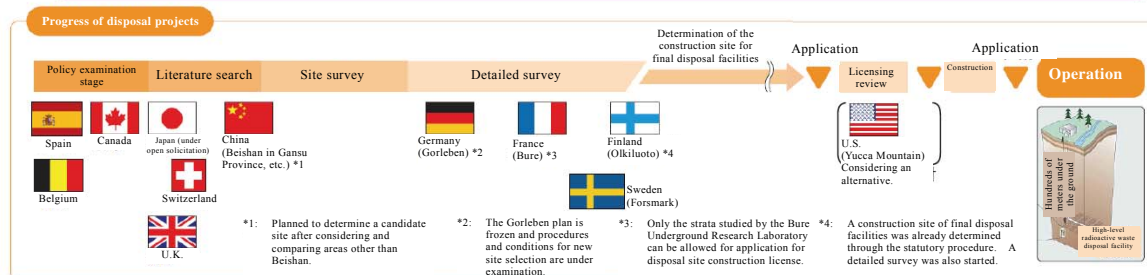 Progress of disposal projects
Determination of the
construction site for
final disposal facilities
Application
Application
Policy examination
stage
Literature search
Site survey
Detailed survey
Licensing
review
Construction
Operation
Spain
Canada
Japan (under
open solicitation)
China
(Beishan in Gansu
Province, etc.) *1
Germany
(Gorleben) *2
France
(Bure) *3
Finland
(Olkiluoto) *4
U.S.
(Yucca Mountain)
Considering an
alternative.
Belgium
Switzerland
Sweden
(Forsmark)
U.K.
*1: Planned to determine a candidate
site after considering and
comparing areas other than
Beishan.
*2: The Gorleben plan is
frozen and procedures
and conditions for new
site selection are under
examination.
*3: Only the strata studied by the Bure
Underground Research Laboratory
can be allowed for application for
disposal site construction license.
*4: A construction site of final disposal
facilities was already determined
through the statutory procedure. A
detailed survey was also started.
Hundreds of
meters under
the ground
High-level
radioactive waste
disposal facility